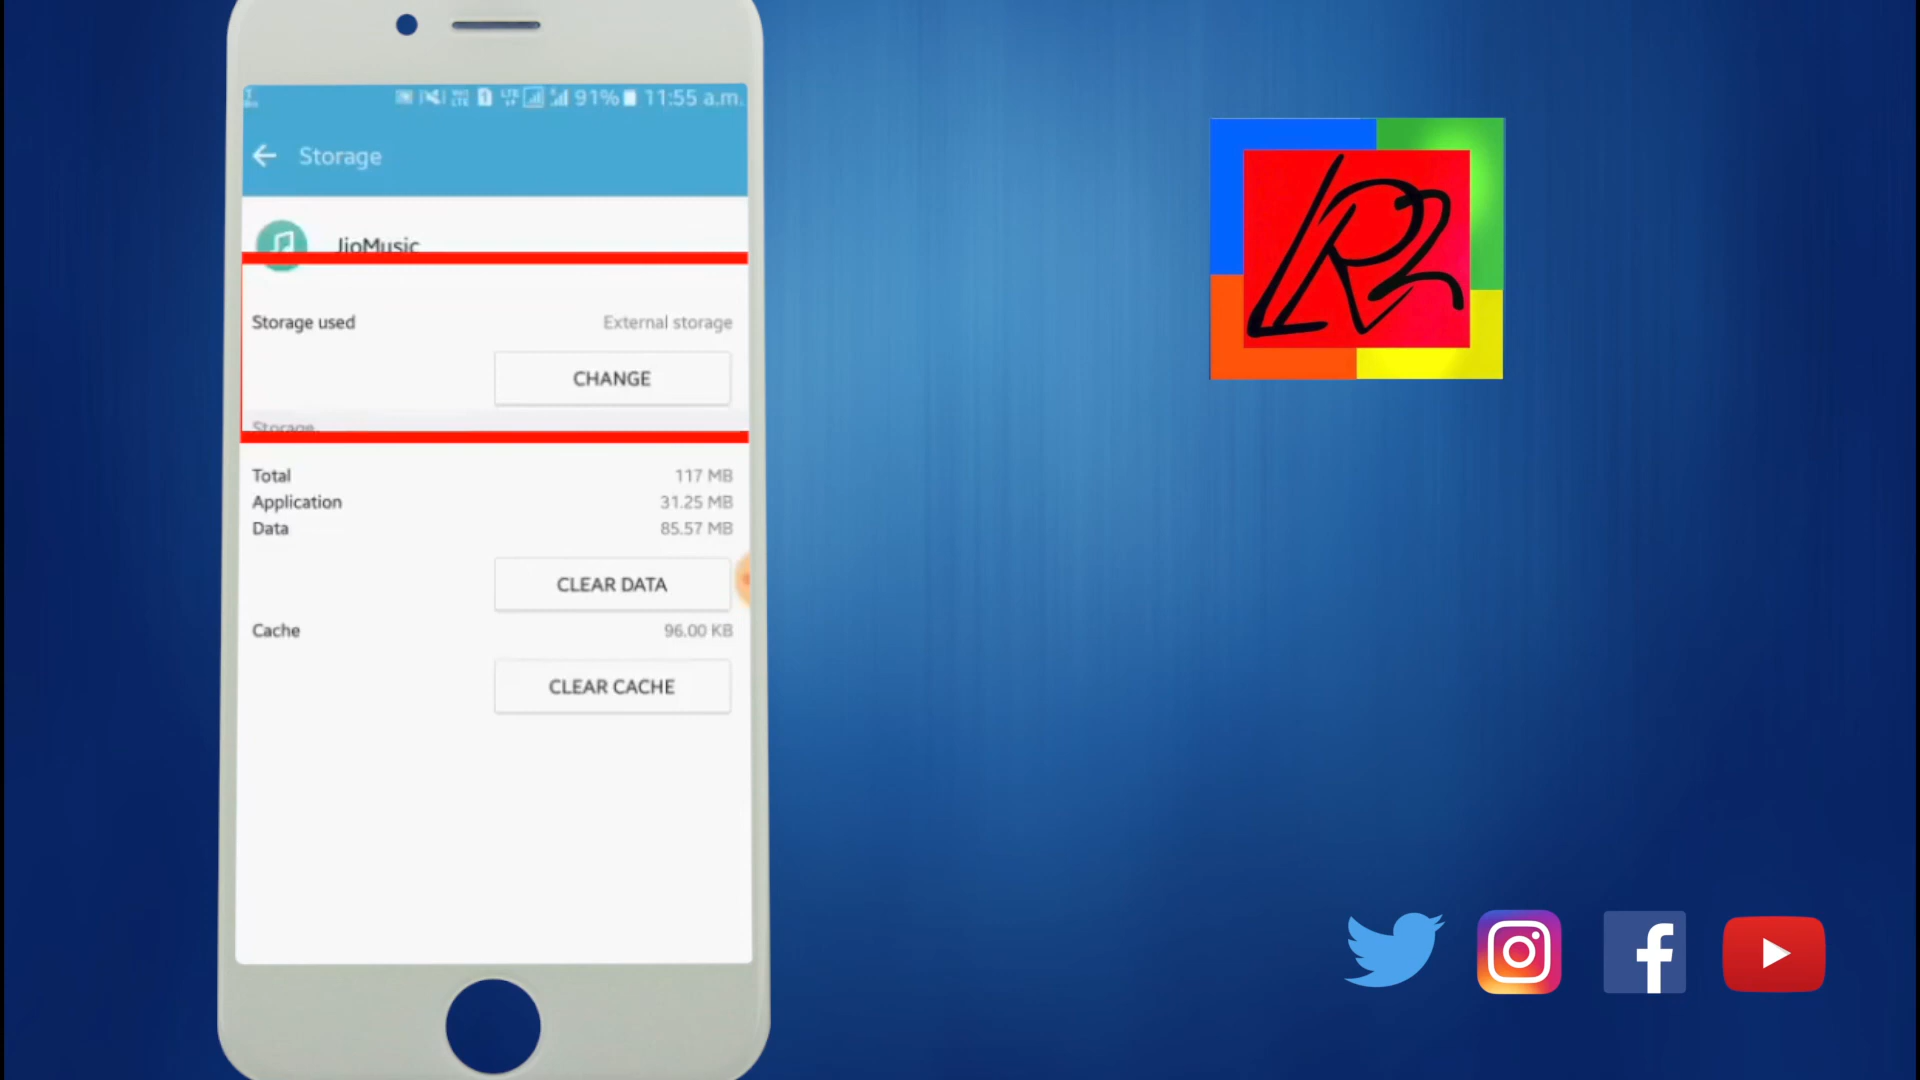 91% 11:55 a.m.
Storage
JioMusic
Storage used External storage
CHANGE
Storage
Total 117 MB
Application 31.25 MB
Data 85.57 MB
CLEAR DATA
Cache 96.00 KB
CLEAR CACHE